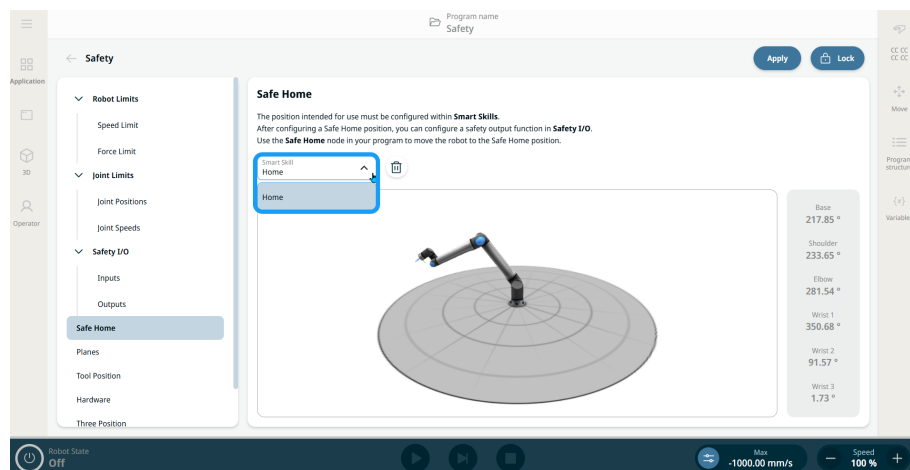 Program name
Safety
Safety
Apply
Lock
Application
3D
Operator
Robot Limits
Speed Limit
Force Limit
Joint Limits
Joint Positions
Joint Speeds
Safety I/O
Inputs
Outputs
Safe Home
Planes
Tool Position
Hardware
Three Position
Safe Home
The position intended for use must be configured within Smart Skills.
After configuring a Safe Home position, you can configure a safety output function in Safety I/O.
Use the Safe Home node in your program to move the robot to the Safe Home position.
Smart Skill
Home
Home
Base
217.85 °
Shoulder
233.65 °
Elbow
281.54 °
Wrist 1
350.68 °
Wrist 2
91.57 °
Wrist 3
1.73 °
CC CC
CC CC
Move
Program
structure
{x}
Variable
Robot State
Off
Max
-1000.00 mm/s
Speed
100 %